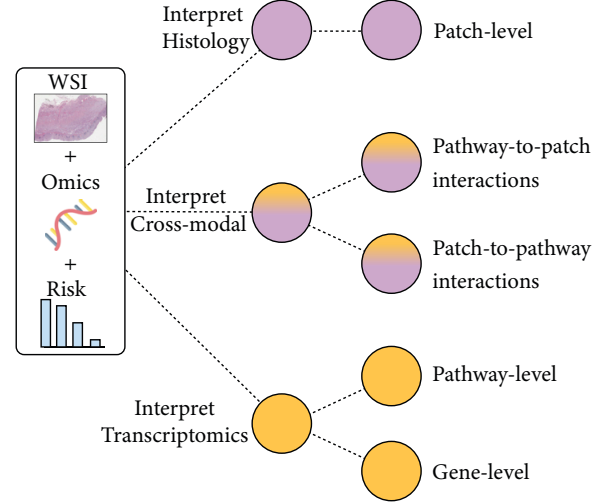 Interpret
Histology
Patch-level
WSI
+
Omics
+
Risk
Interpret
Cross-modal
Pathway-to-patch
interactions
Patch-to-pathway
interactions
Interpret
Transcriptomics
Pathway-level
Gene-level